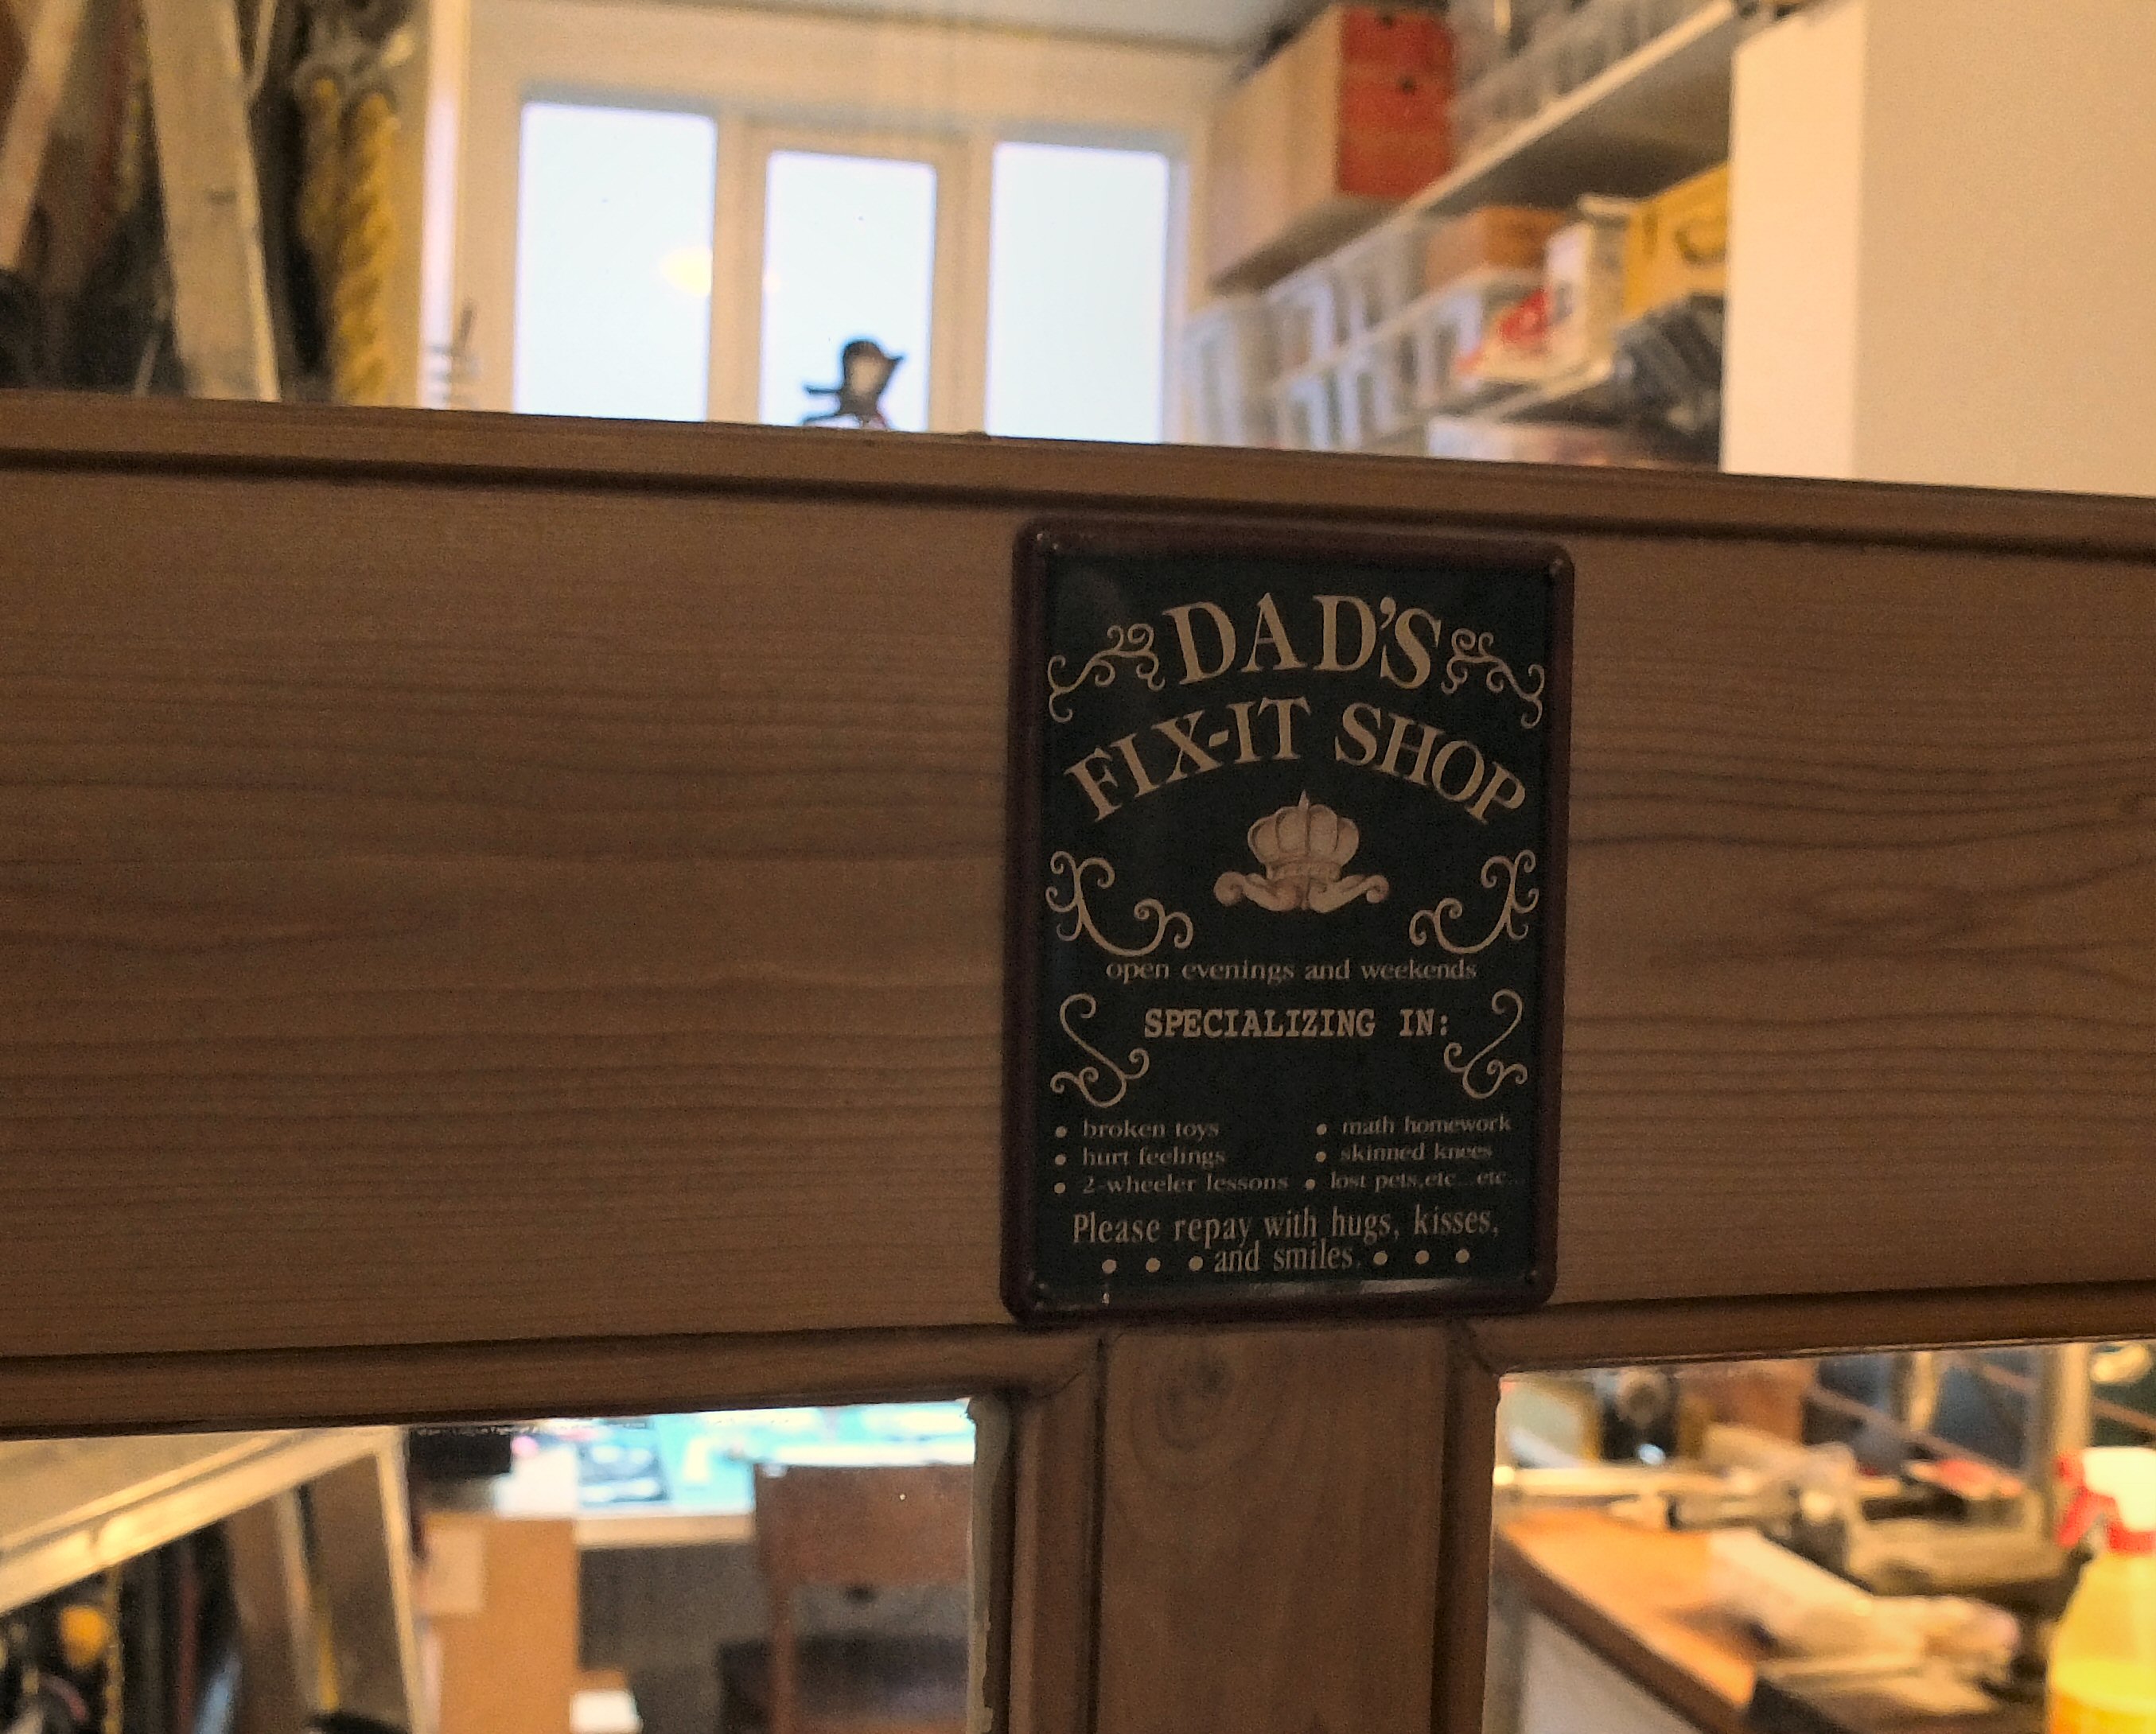 DAD'S
FIX-IT SHOP
open evenings and weekends
SPECIALIZING IN:
• broken toys
• hurt feelings
• 2-wheeler lessons
• math homework
• skinned knees
• lost pets,etc...etc...
Please repay with hugs, kisses,
• • • and smiles. • • •